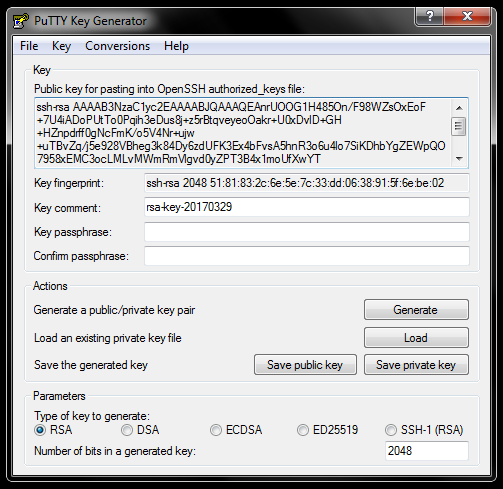 PuTTY Key Generator
File Key Conversions Help
Key
Public key for pasting into OpenSSH authorized_keys file:
ssh-rsa AAAAB3NzaC1yc2EAAAABJQAAAQEAnrUOOG1H485On/F98WZsOxEoF
+7U4iADoPUtTo0Pqih3eDus8j+z5rBtqveyeoOakr+U0xDvID+GH
+HZnpdrff0gNcFmK/o5V4Nr+ujw
+uTBvZq/j5e928VBheg3k84Dy6zdUFK3Ex4bFvsA5hnrR3o6u4lo7SiKDhbYgZEWpQO
7958xEMC3ocLMLvMWmRmVlgvd0yZPT3B4x1moUfXwYT
Key fingerprint: ssh-rsa 2048 51:81:83:2c:6e:5e:7c:33:dd:06:38:91:5f:6e:be:02
Key comment: rsa-key-20170329
Key passphrase:
Confirm passphrase:
Actions
Generate a public/private key pair Generate
Load an existing private key file Load
Save the generated key Save public key Save private key
Parameters
Type of key to generate:
RSA DSA ECDSA ED25519 SSH-1 (RSA)
Number of bits in a generated key: 2048